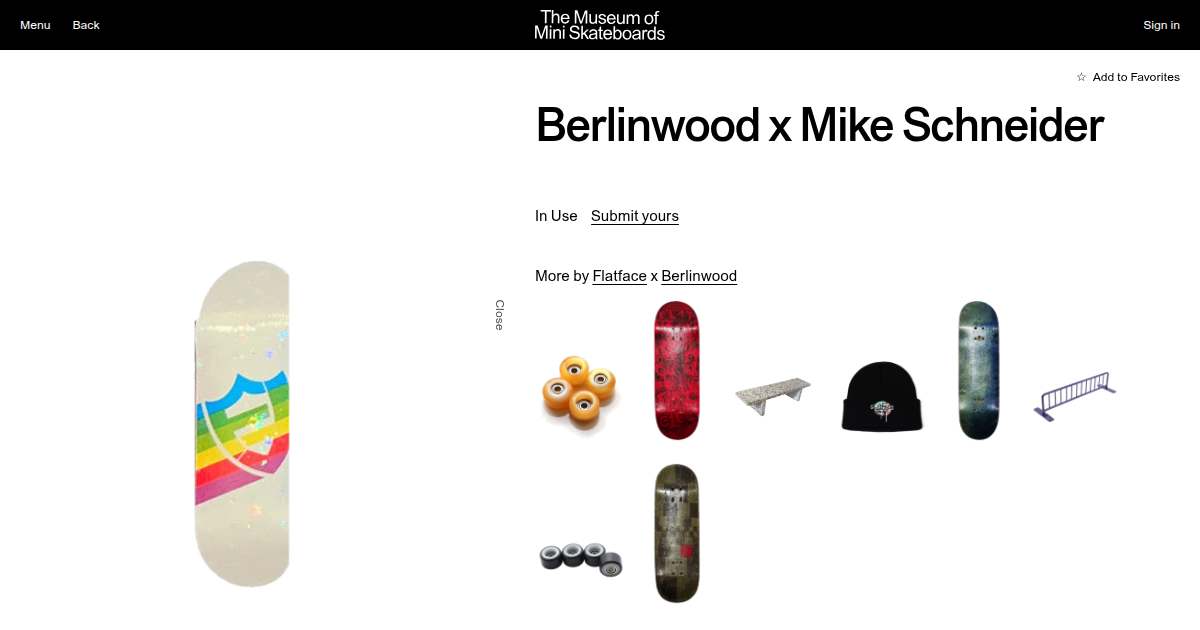 Menu
Back
The Museum of
Mini Skateboards
Sign in
☆ Add to Favorites
Berlinwood x Mike Schneider
In Use Submit yours
More by Flatface x Berlinwood
Close